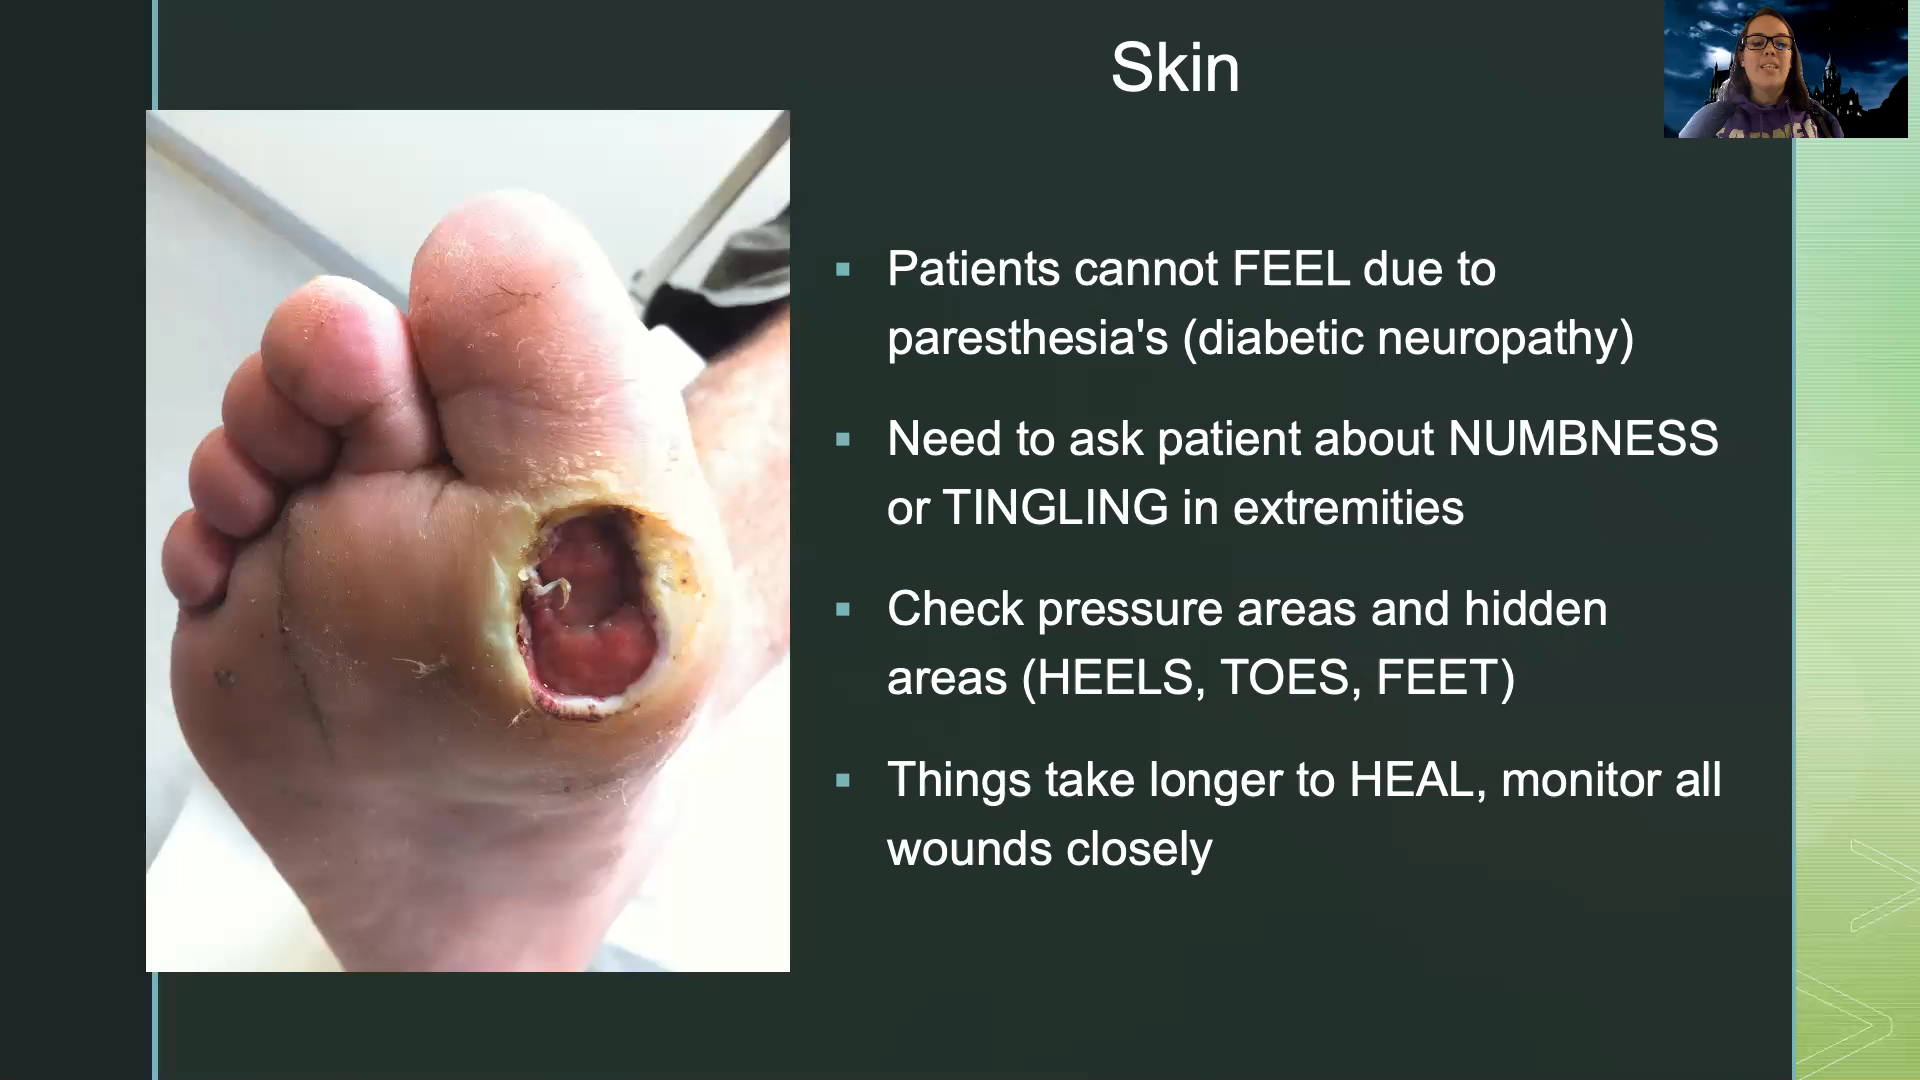 Skin
Patients cannot FEEL due to
paresthesia's (diabetic neuropathy)
Need to ask patient about NUMBNESS
or TINGLING in extremities
Check pressure areas and hidden
areas (HEELS, TOES, FEET)
Things take longer to HEAL, monitor all
wounds closely